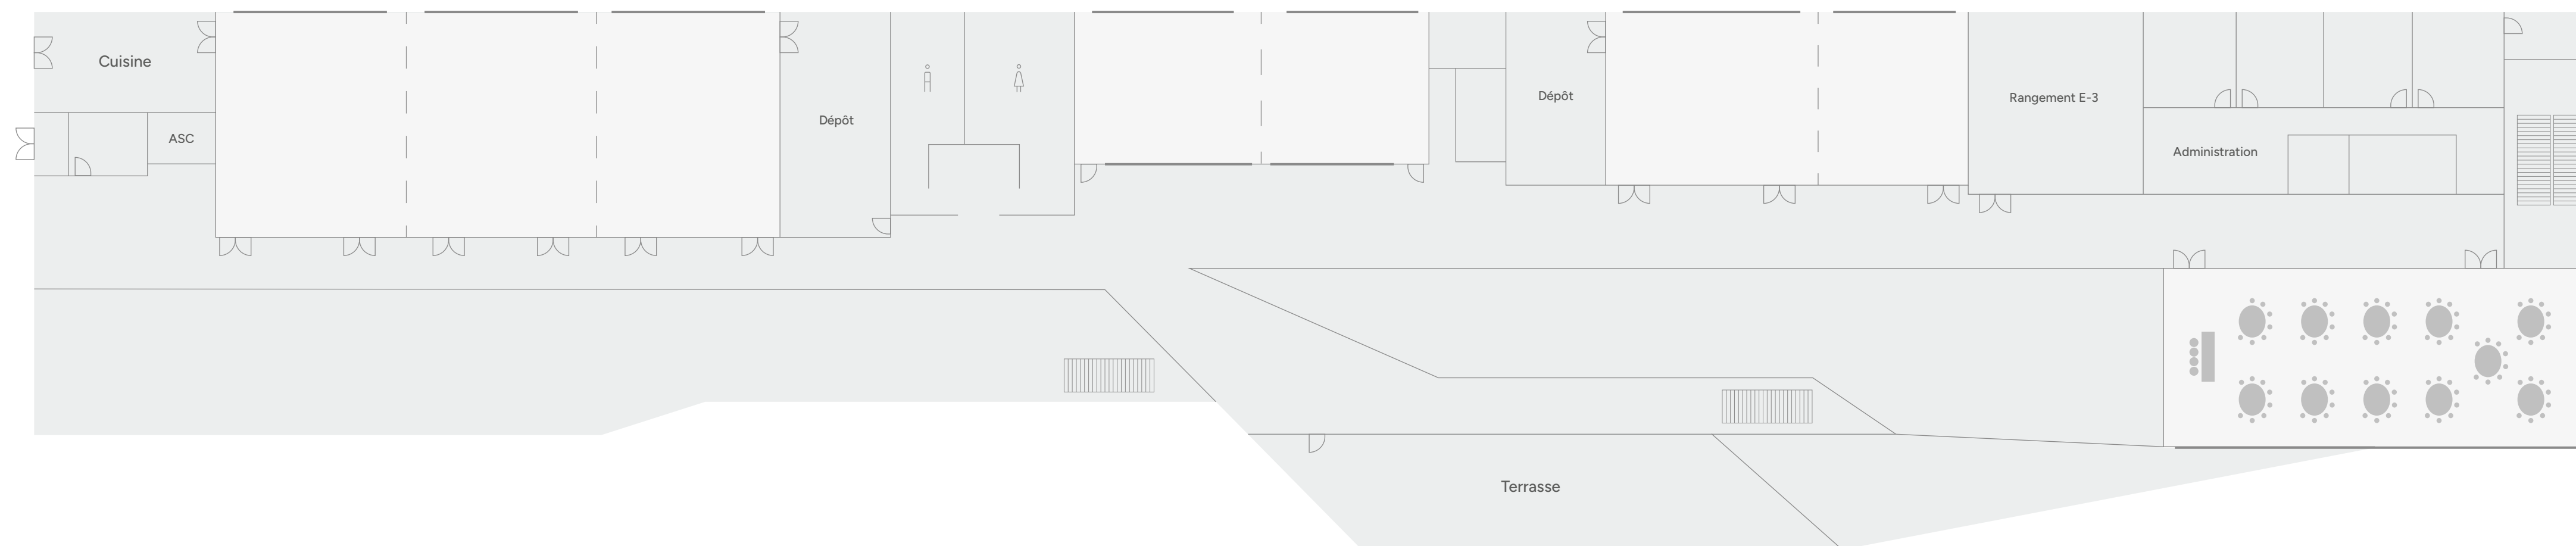 Cuisine
ASC
Dépôt
Dépôt
Rangement E-3
Administration
Terrasse